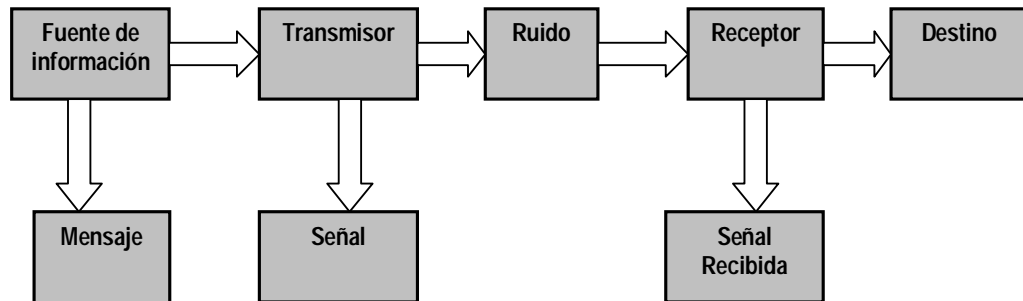 Fuente de
información
Transmisor
Ruido
Receptor
Destino
Mensaje
Señal
Señal
Recibida